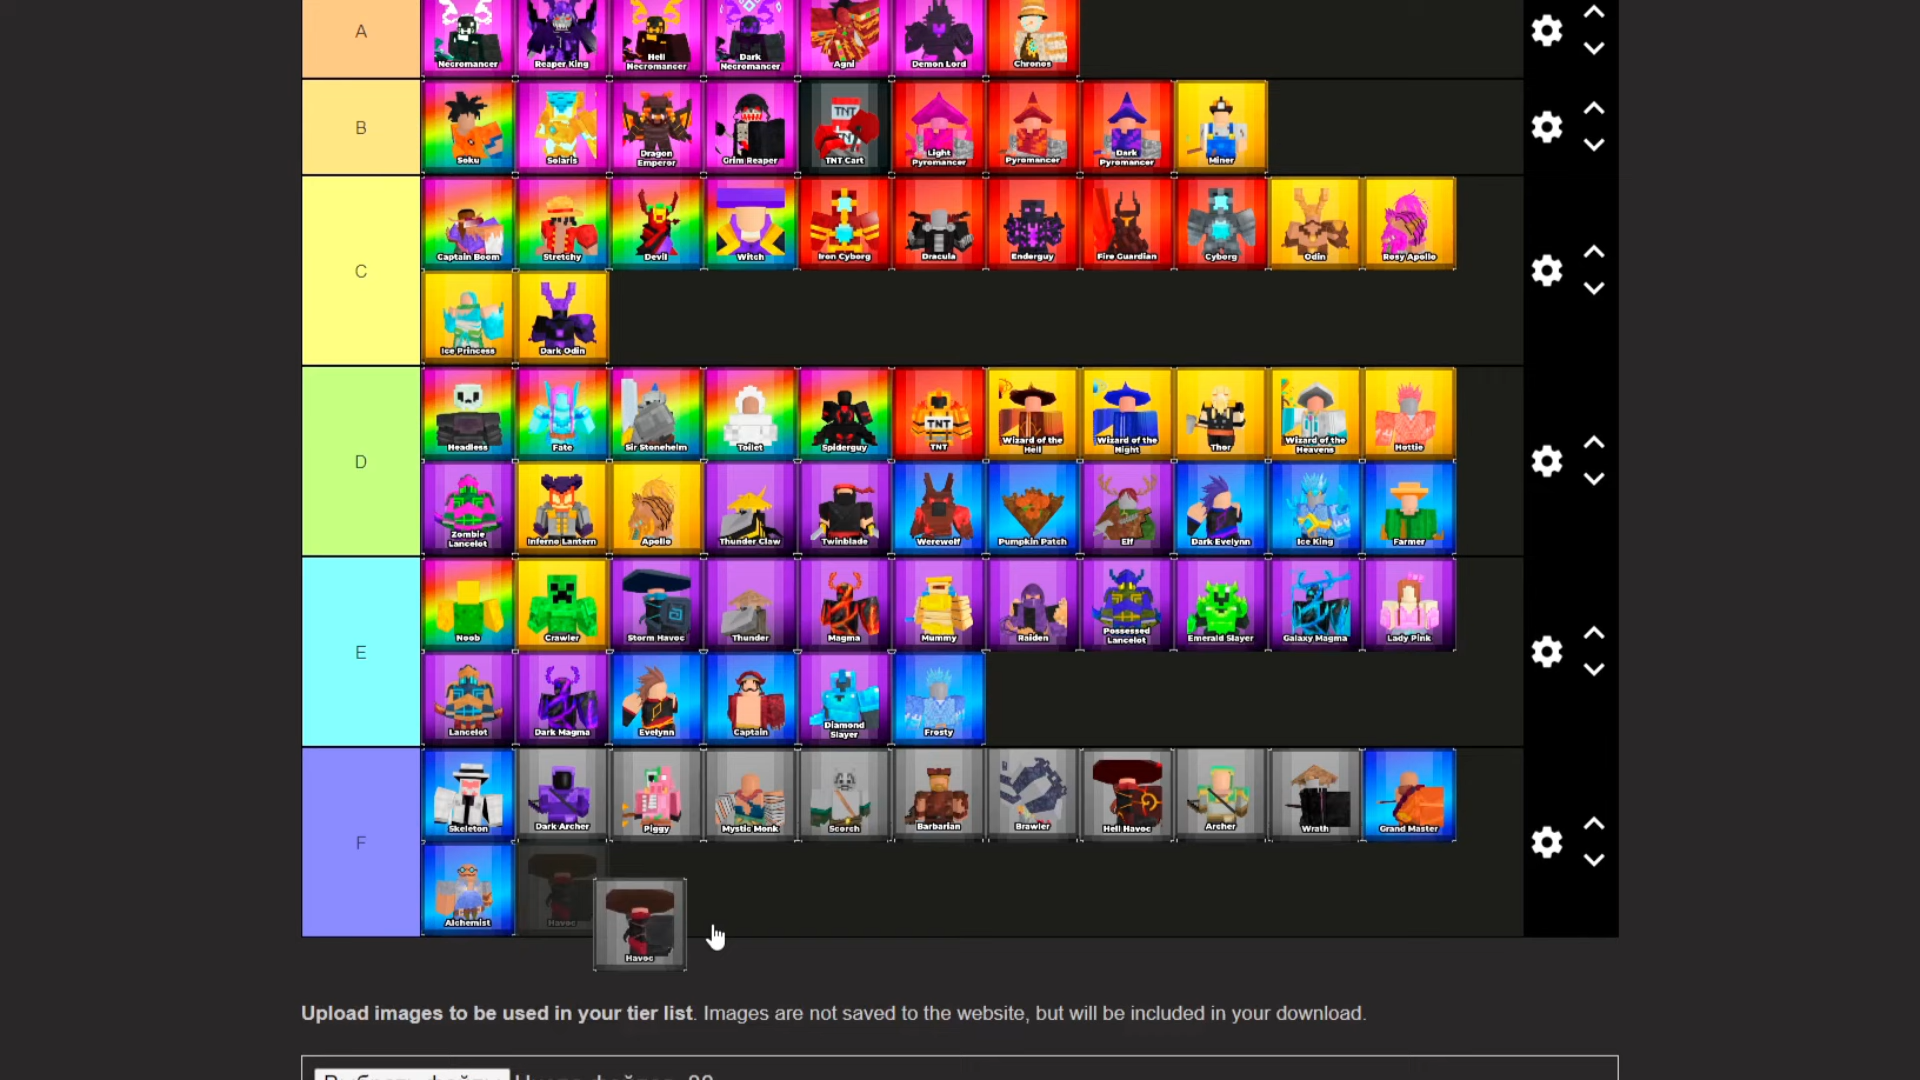 A
Necromancer Reaper King Hell Necromancer Dark Necromancer Agni Demon Lord Chronos
B
Soku Solaris Dragon Emperor Grim Reaper TNT TNT TNT Cart Light Pyromancer Pyromancer Dark Pyromancer Miner
C
Captain Boom Stretchy Devil Witch Iron Cyborg Dracula Enderguy Fire Guardian Cyborg Odin Rosy Apollo
Ice Princess Dark Odin
D
Headless Fate Sir Stonehelm Toilet Spiderguy TNT TNT Wizard of the Hell Wizard of the Night Thor Wizard of the Heavens Hottie
Zombie Lancelot Inferno Lantern Apollo Thunder Claw Twinblade Werewolf Pumpkin Patch Elf Dark Evelynn Ice King Farmer
E
Noob Crawler Storm Havoc Thunder Magma Mummy Raiden Possessed Lancelot Emerald Slayer Galaxy Magma Lady Pink
Lancelot Dark Magma Evelynn Captain Diamond Slayer Frosty
F
Skeleton Dark Archer Piggy Mystic Monk Scorch Barbarian Brawler Hell Havoc Archer Wrath Grand Master
Alchemist Havoc
Havoc
Upload images to be used in your tier list. Images are not saved to the website, but will be included in your download.